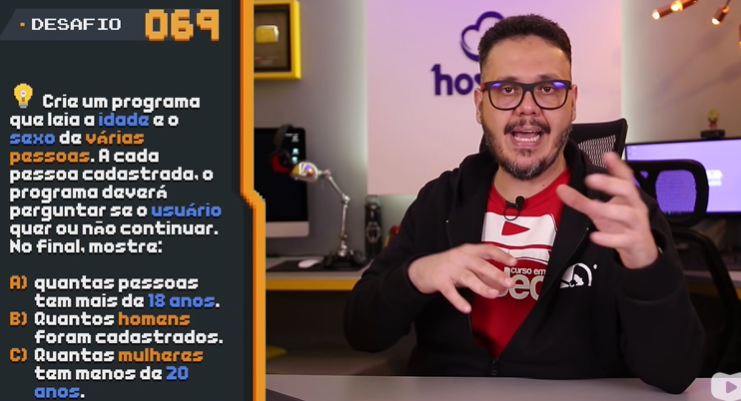 DESAFIO 069
Crie um programa
que leia a idade e o
sexo de várias
pessoas. A cada
pessoa cadastrada, o
programa deverá
perguntar se o usuário
quer ou não continuar.
No final, mostre:
A) quantas pessoas
tem mais de 18 anos.
B) Quantos homens
foram cadastrados.
C) Quantas mulheres
tem menos de 20
anos.
curso em